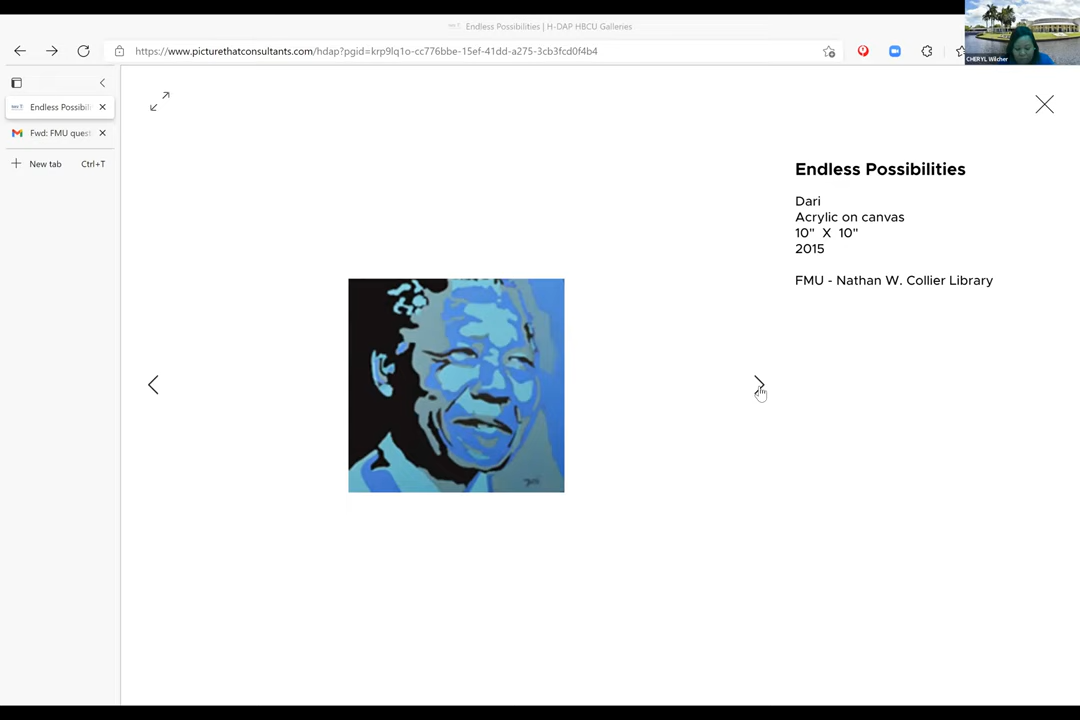 Endless Possibilities | H-DAP HBCU Galleries
https://www.picturethatconsultants.com/hdap?pgid=krp9lq1o-cc776bbe-15ef-41dd-a275-3cb3fcd0f4b4
CHERYL Wilcher
Endless Possibil
Fwd: FMU quest
New tab Ctrl+T
Endless Possibilities
Dari
Acrylic on canvas
10" X 10"
2015
FMU - Nathan W. Collier Library
Dari